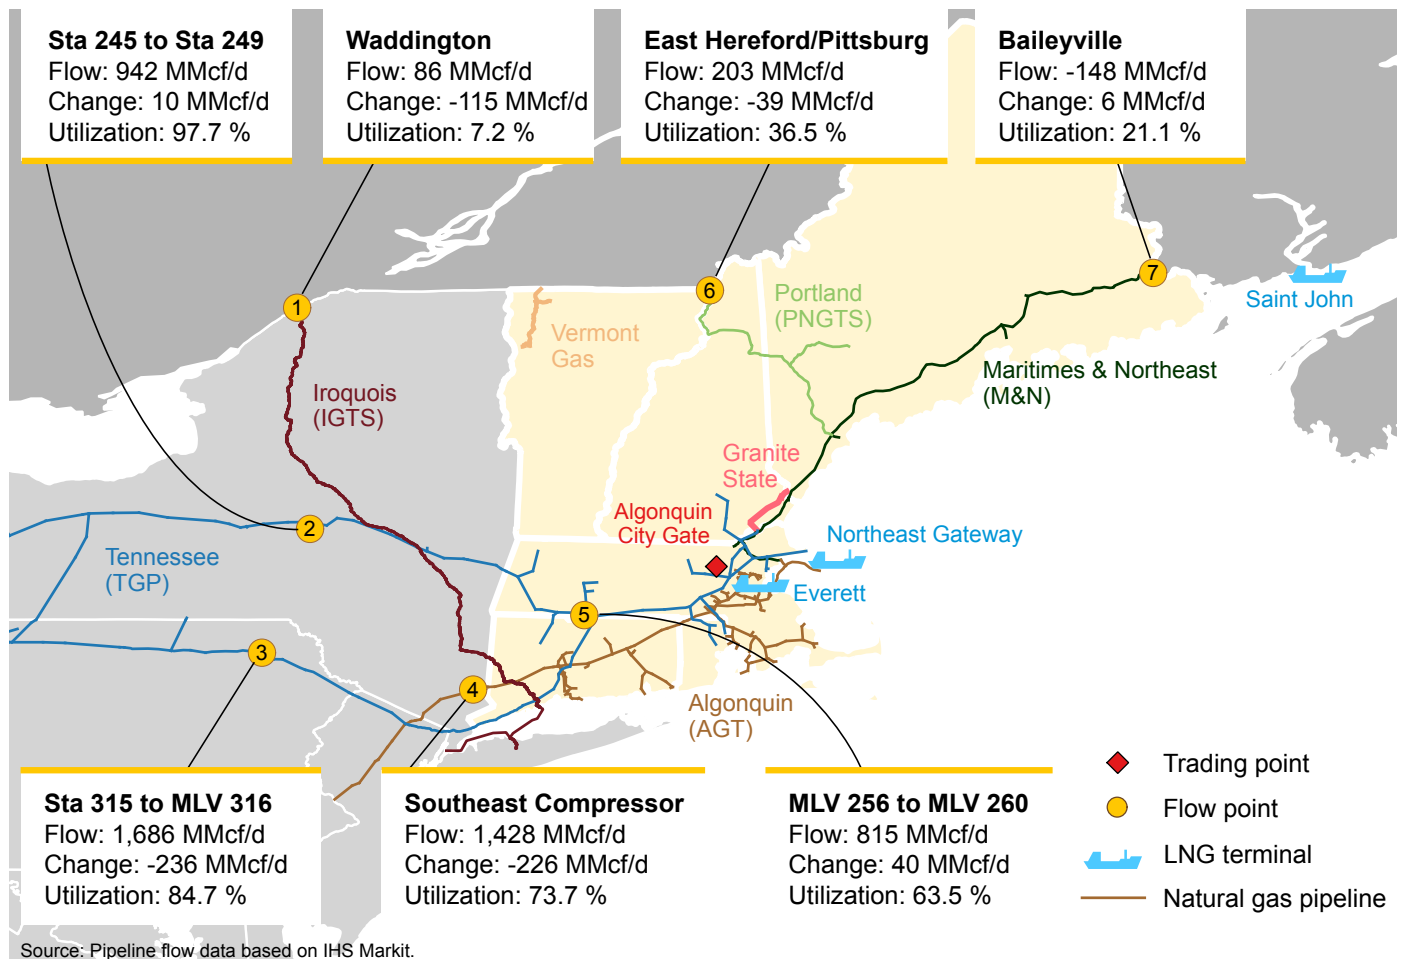 Sta 245 to Sta 249
Flow: 942 MMcf/d
Change: 10 MMcf/d
Utilization: 97.7 %
Waddington
Flow: 86 MMcf/d
Change: -115 MMcf/d
Utilization: 7.2 %
East Hereford/Pittsburg
Flow: 203 MMcf/d
Change: -39 MMcf/d
Utilization: 36.5 %
Baileyville
Flow: -148 MMcf/d
Change: 6 MMcf/d
Utilization: 21.1 %
1
6
7
Saint John
Portland
(PNGTS)
Vermont
Gas
Maritimes & Northeast
(M&N)
Iroquois
(IGTS)
Granite
State
Algonquin
City Gate
2
Northeast Gateway
Tennessee
(TGP)
Everett
5
3
4
Algonquin
(AGT)
Sta 315 to MLV 316
Flow: 1,686 MMcf/d
Change: -236 MMcf/d
Utilization: 84.7 %
Southeast Compressor
Flow: 1,428 MMcf/d
Change: -226 MMcf/d
Utilization: 73.7 %
MLV 256 to MLV 260
Flow: 815 MMcf/d
Change: 40 MMcf/d
Utilization: 63.5 %
Trading point
Flow point
LNG terminal
Natural gas pipeline
Source: Pipeline flow data based on IHS Markit.